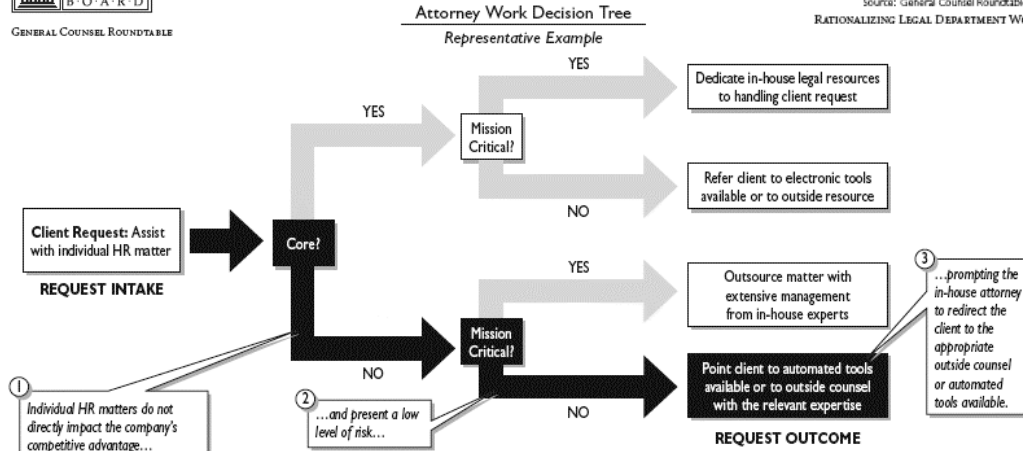 B·O·A·R·D
GENERAL COUNSEL ROUNDTABLE
Attorney Work Decision Tree
Representative Example
Source: General Counsel Roundtable
RATIONALIZING LEGAL DEPARTMENT
YES
Dedicate in-house legal resources
to handling client request
YES
Mission
Critical?
Refer client to electronic tools
available or to outside resource
NO
Client Request: Assist
with individual HR matter
REQUEST INTAKE
Core?
YES
Outsource matter with
extensive management
from in-house experts
Mission
Critical?
NO
Point client to automated tools
available or to outside counsel
with the relevant expertise
NO
REQUEST OUTCOME
1
Individual HR matters do not
directly impact the company's
competitive advantage...
2
...and present a low
level of risk...
3
...prompting the
in-house attorney
to redirect the
client to the
appropriate
outside counsel
or automated
tools available.